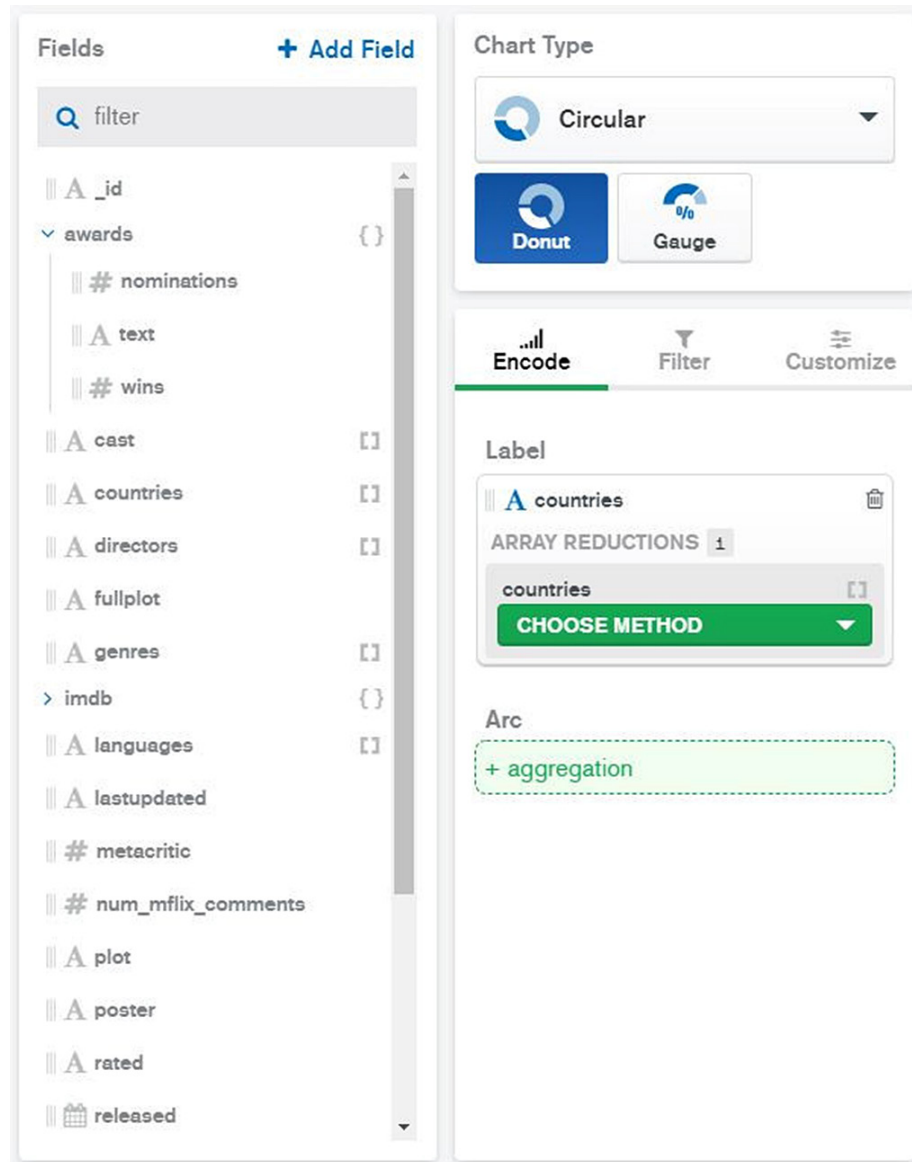 Fields
+ Add Field
filter
A _id
awards { }
# nominations
A text
# wins
A cast [ ]
A countries [ ]
A directors [ ]
A fullplot
A genres [ ]
> imdb { }
A languages [ ]
A lastupdated
# metacritic
# num_mflix_comments
A plot
A poster
A rated
released
Chart Type
Circular
Donut
%
Gauge
Encode
Filter
Customize
Label
A countries
ARRAY REDUCTIONS i
countries [ ]
CHOOSE METHOD
Arc
+ aggregation